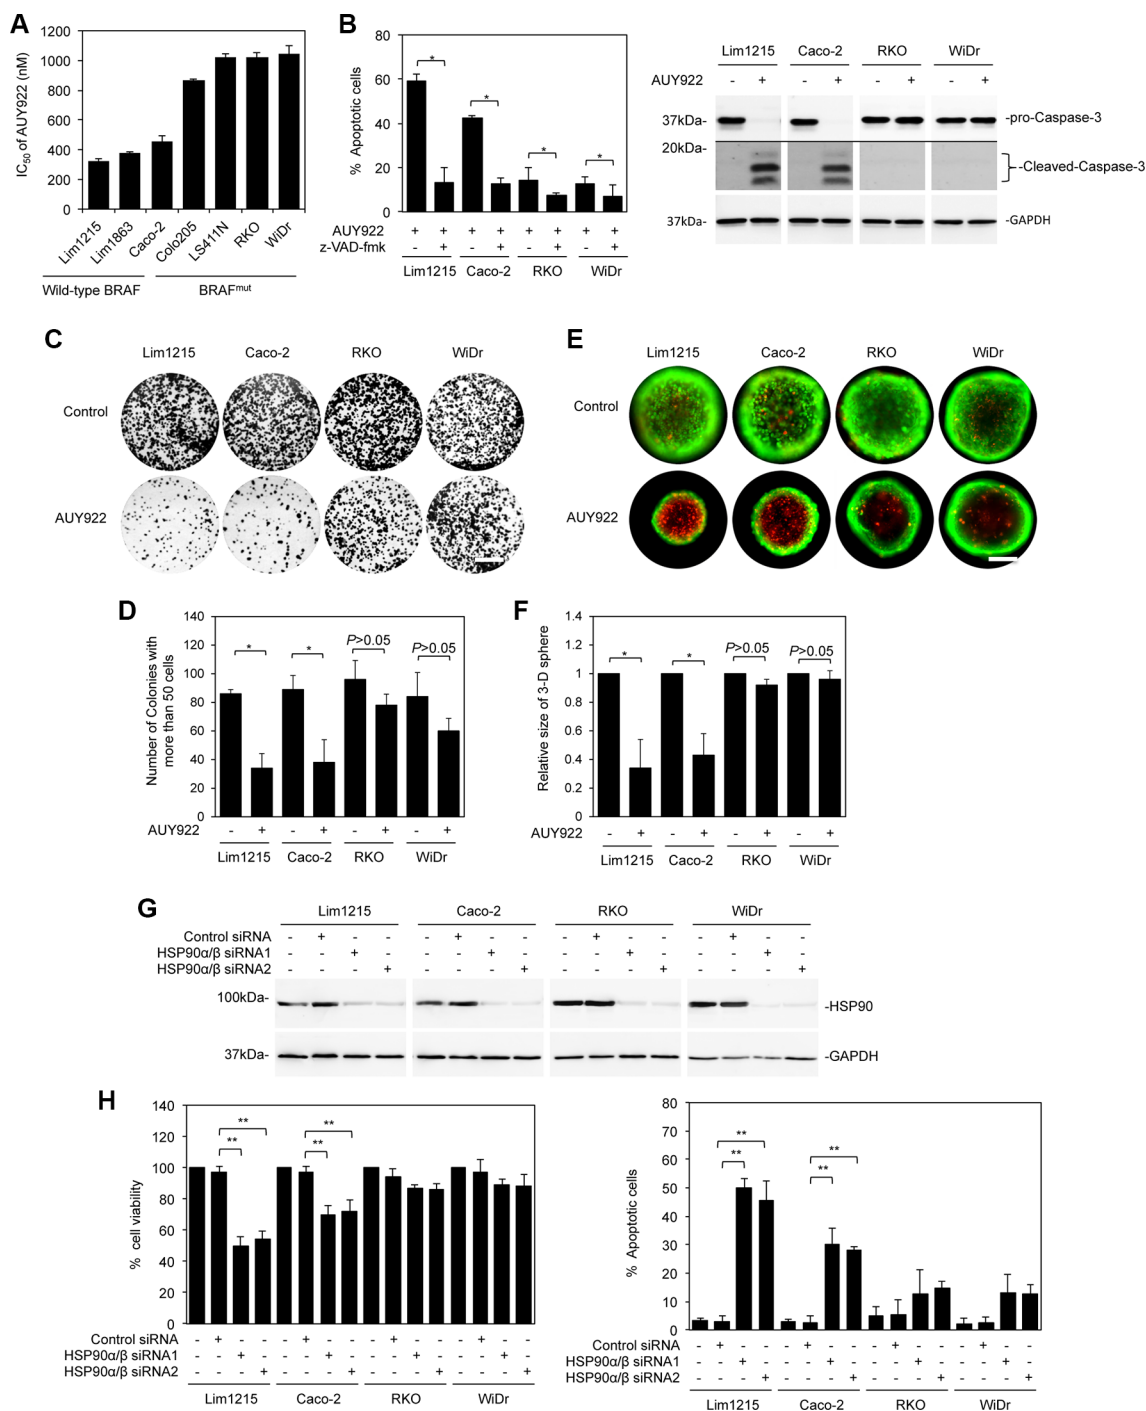 A
IC50 of AUY922 (nM)
1200
1000
800
600
400
200
0
Lim1215
Lim1863
Caco-2
Colo205
LS411N
RKO
WiDr
Wild-type BRAF
BRAFmut
B
% Apoptotic cells
80
60
40
20
0
* * * *
AUY922 + + + + + + + +
z-VAD-fmk - + - + - + - +
Lim1215 Caco-2 RKO WiDr
Lim1215 Caco-2 RKO WiDr
AUY922 - + - + - + - +
37kDa- -pro-Caspase-3
20kDa-
-Cleaved-Caspase-3
37kDa- -GAPDH
C
Lim1215 Caco-2 RKO WiDr
Control
AUY922
E
Lim1215 Caco-2 RKO WiDr
Control
AUY922
D
Number of Colonies with
more than 50 cells
140
120
100
80
60
40
20
0
* * P>0.05 P>0.05
AUY922 - + - + - + - +
Lim1215 Caco-2 RKO WiDr
F
Relative size of 3-D sphere
1.4
1.2
1
0.8
0.6
0.4
0.2
0
* * P>0.05 P>0.05
AUY922 - + - + - + - +
Lim1215 Caco-2 RKO WiDr
G
Lim1215 Caco-2 RKO WiDr
Control siRNA - + - - - + - - - + - - - + - -
HSP90α/β siRNA1 - - + - - - + - - - + - - - + -
HSP90α/β siRNA2 - - - + - - - + - - - + - - - +
100kDa- -HSP90
37kDa- -GAPDH
H
% cell viability
140
120
100
80
60
40
20
0
** ** ** **
Control siRNA - + - - - + - - - + - - - + - -
HSP90α/β siRNA1 - - + - - - + - - - + - - - + -
HSP90α/β siRNA2 - - - + - - - + - - - + - - - +
Lim1215 Caco-2 RKO WiDr
% Apoptotic cells
80
70
60
50
40
30
20
10
0
** ** ** **
Control siRNA - + - - - + - - - + - - - + - -
HSP90α/β siRNA1 - - + - - - + - - - + - - - + -
HSP90α/β siRNA2 - - - + - - - + - - - + - - - +
Lim1215 Caco-2 RKO WiDr